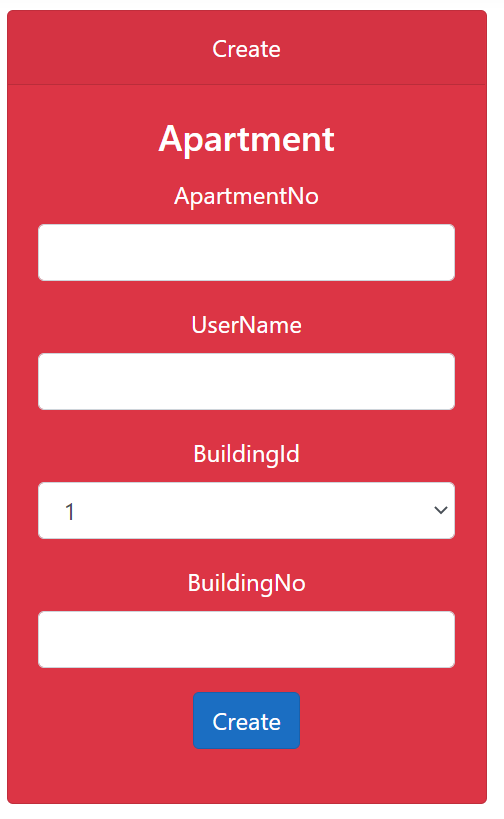 Create
Apartment
ApartmentNo
UserName
BuildingId
1
BuildingNo
Create